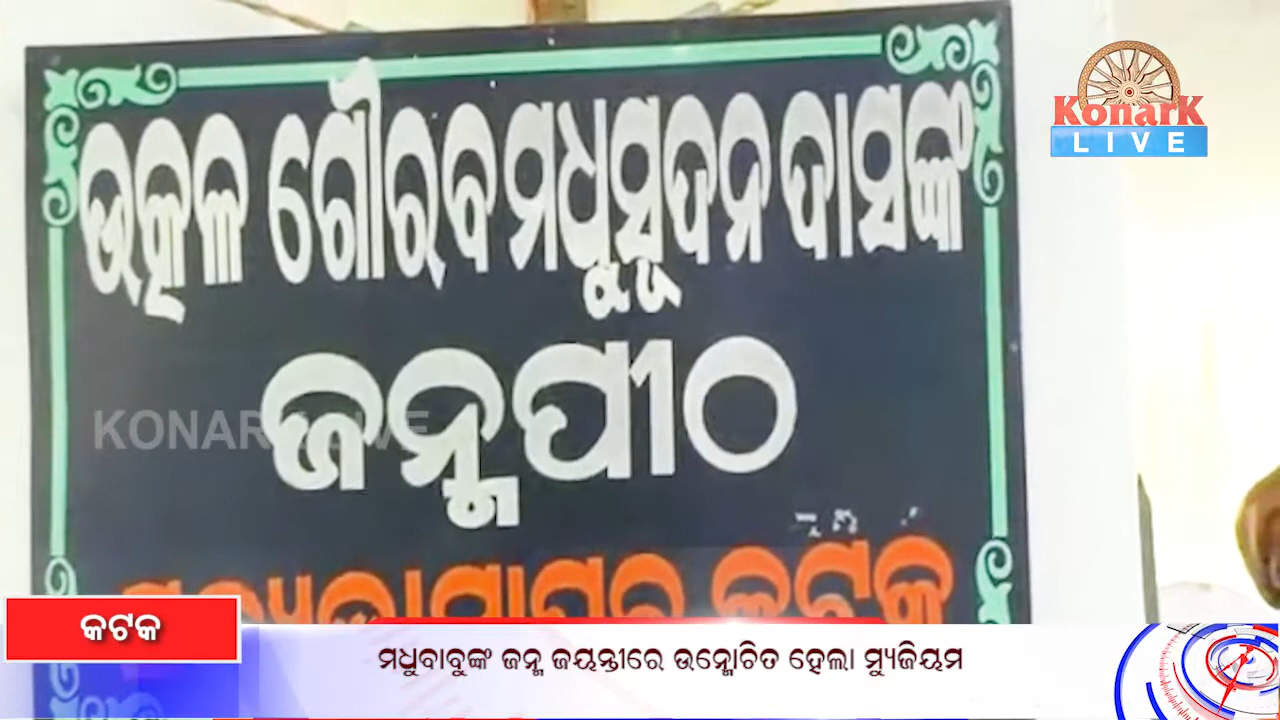 ଉତ୍କଳ ଗୌରବ ମଧୁସୂଦନ ଦାସଙ୍କ
ଜନ୍ମପୀଠ
KonarK
LIVE
KONARK LIVE
କଟକ
ମଧୁବାବୁଙ୍କ ଜନ୍ମ ଜୟନ୍ତୀରେ ଉନ୍ମୋଚିତ ହେଲା ମ୍ୟୁଜିୟମ